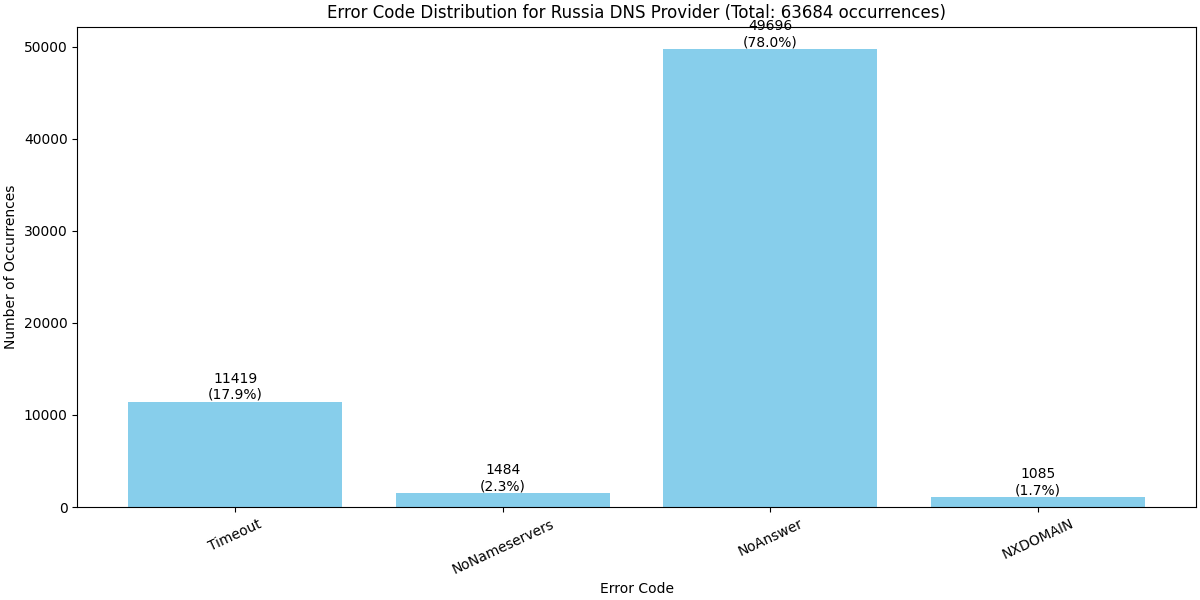 Error Code Distribution for Russia DNS Provider (Total: 63684 occurrences)
Number of Occurrences
50000
40000
30000
20000
10000
0
11419
(17.9%)
1484
(2.3%)
49696
(78.0%)
1085
(1.7%)
Timeout
NoNameservers
NoAnswer
NXDOMAIN
Error Code